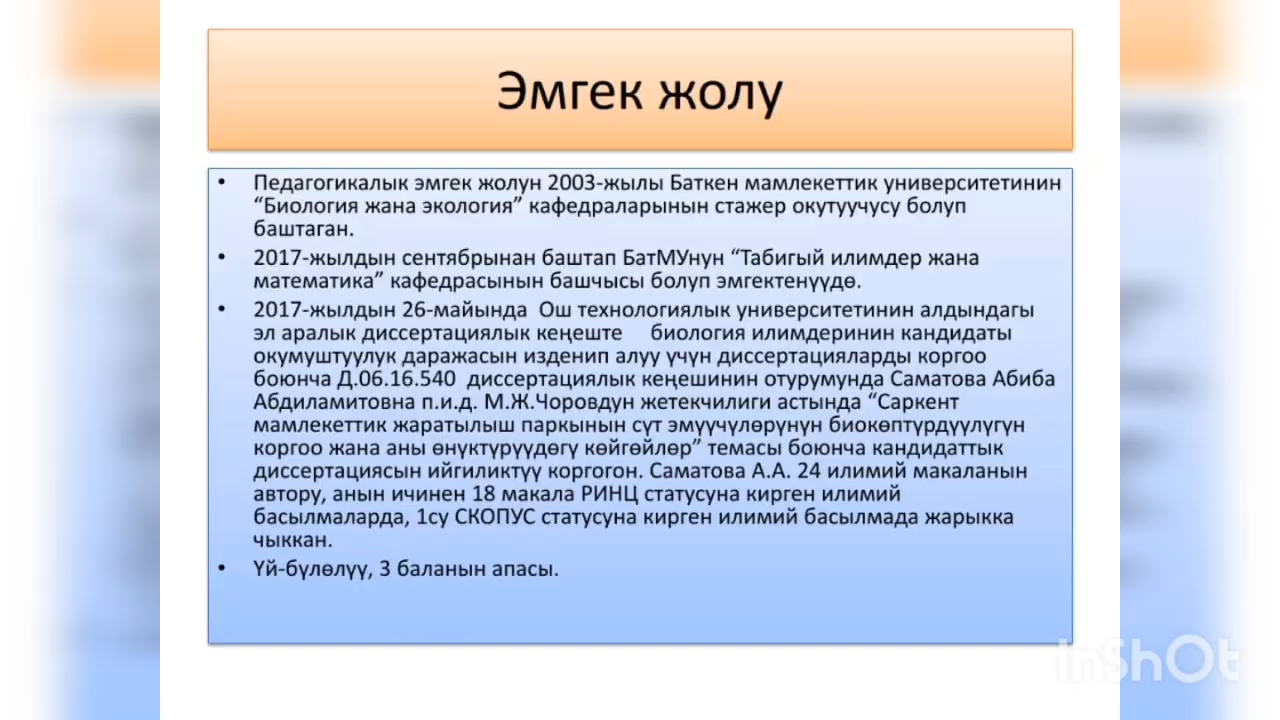 Эмгек жолу
• Педагогикалык эмгек жолун 2003-жылы Баткен мамлекеттик университетинин
“Биология жана экология” кафедраларынын стажер окутуучусу болуп
баштаган.
• 2017-жылдын сентябрынан баштап БатМУнун “Табигый илимдер жана
математика” кафедрасынын башчысы болуп эмгектенүүдө.
• 2017-жылдын 26-майында Ош технологиялык университетинин алдындагы
эл аралык диссертациялык кеңеште биология илимдеринин кандидаты
окумуштуулук даражасын изденип алуу үчүн диссертацияларды коргоо
боюнча Д.06.16.540 диссертациялык кеңешинин отурумунда Саматова Абиба
Абдиламитовна п.и.д. М.Ж.Чоровдун жетекчилиги астында “Саркент
мамлекеттик жаратылыш паркынын сүт эмүүчүлөрүнүн биокөптүрдүүлүгүн
коргоо жана аны өнүктүрүүдөгү көйгөйлөр” темасы боюнча кандидаттык
диссертациясын ийгиликтүү коргогон. Саматова А.А. 24 илимий макаланын
автору, анын ичинен 18 макала РИНЦ статусуна кирген илимий
басылмаларда, 1су СКОПУС статусуна кирген илимий басылмада жарыкка
чыккан.
• Үй-бүлөлүү, 3 баланын апасы.
InShOt